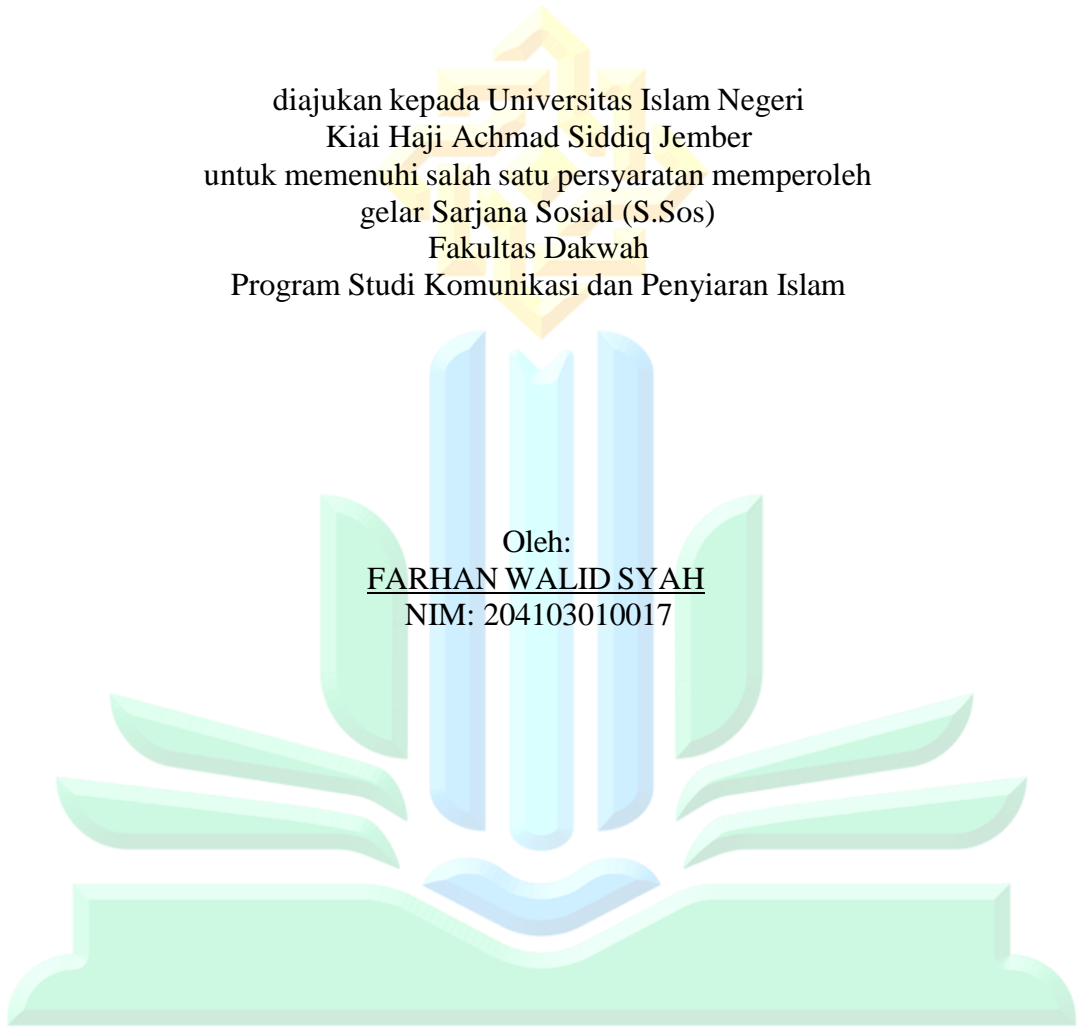 diajukan kepada Universitas Islam Negeri
Kiai Haji Achmad Siddiq Jember
untuk memenuhi salah satu persyaratan memperoleh
gelar Sarjana Sosial (S.Sos)
Fakultas Dakwah
Program Studi Komunikasi dan Penyiaran Islam
Oleh:
FARHAN WALID SYAH
NIM: 204103010017